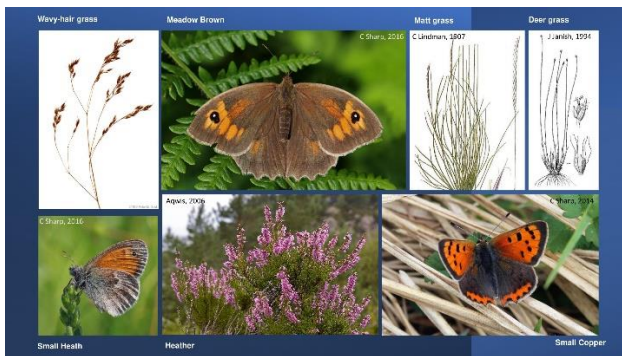 Wavy-hair grass
Meadow Brown
Matt grass
Deer grass
C Sharp, 2016
C Lindman, 1907
J Janish, 1994
C Sharp, 2016
Aqwis, 2006
C Sharp, 2014
Small Heath
Heather
Small Copper